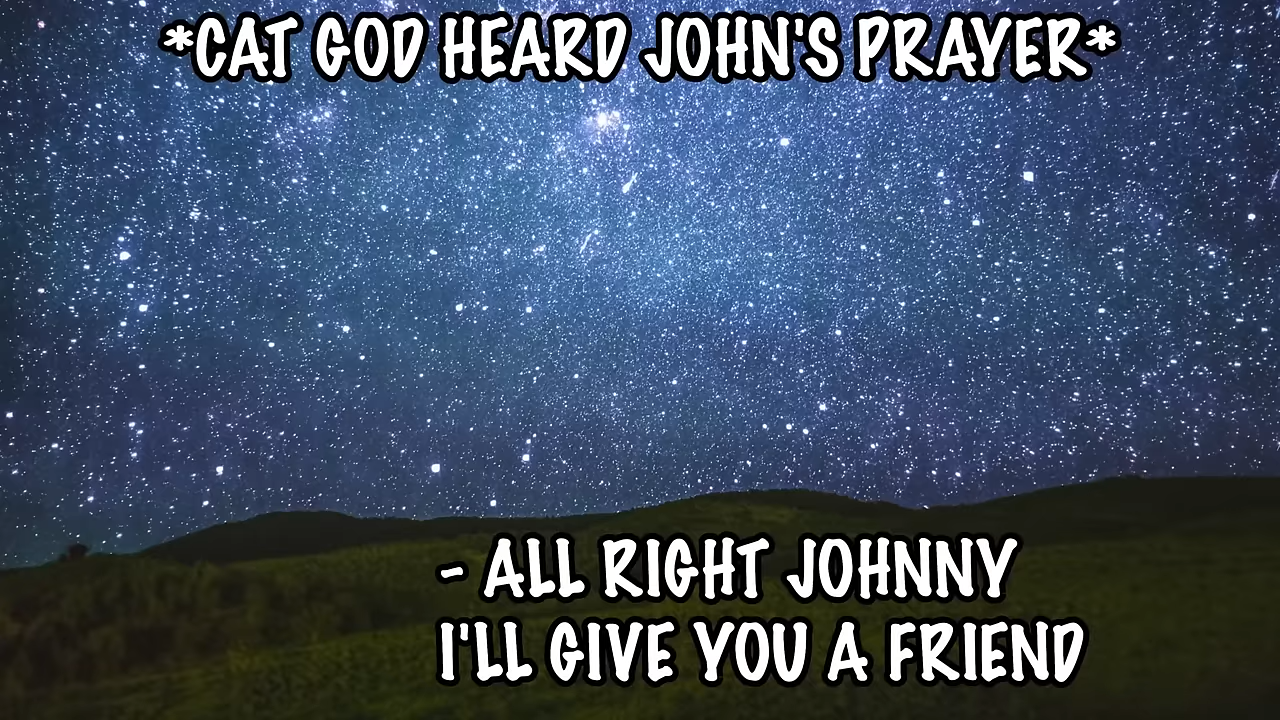 *CAT GOD HEARD JOHN'S PRAYER*
- ALL RIGHT JOHNNY
I'LL GIVE YOU A FRIEND